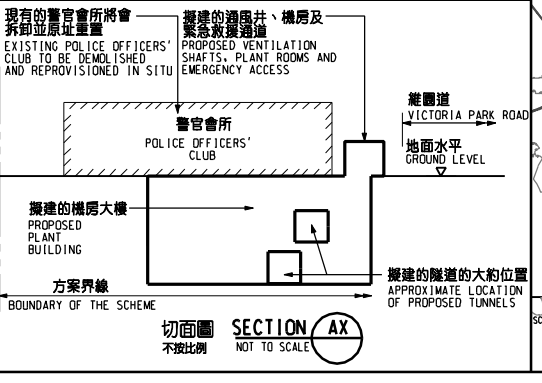 現有的警官會所將會
拆卸並原址重置
EXISTING POLICE OFFICERS'
CLUB TO BE DEMOLISHED
AND REPROVISIONED IN SITU
擬建的通風井、機房及
緊急救援通道
PROPOSED VENTILATION
SHAFTS, PLANT ROOMS AND
EMERGENCY ACCESS
維園道
VICTORIA PARK ROAD
警官會所
POLICE OFFICERS'
CLUB
地面水平
GROUND LEVEL
擬建的機房大樓
PROPOSED
PLANT
BUILDING
擬建的隧道的大約位置
APPROXIMATE LOCATION
OF PROPOSED TUNNELS
方案界線
BOUNDARY OF THE SCHEME
切面圖 SECTION AX
不按比例 NOT TO SCALE